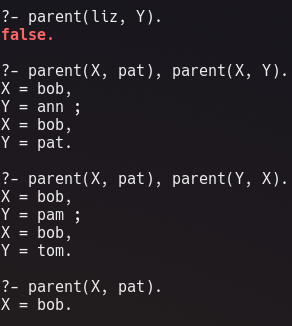 ?- parent(liz, Y).
false.
?- parent(X, pat), parent(X, Y).
X = bob,
Y = ann ;
X = bob,
Y = pat.
?- parent(X, pat), parent(Y, X).
X = bob,
Y = pam ;
X = bob,
Y = tom.
?- parent(X, pat).
X = bob.